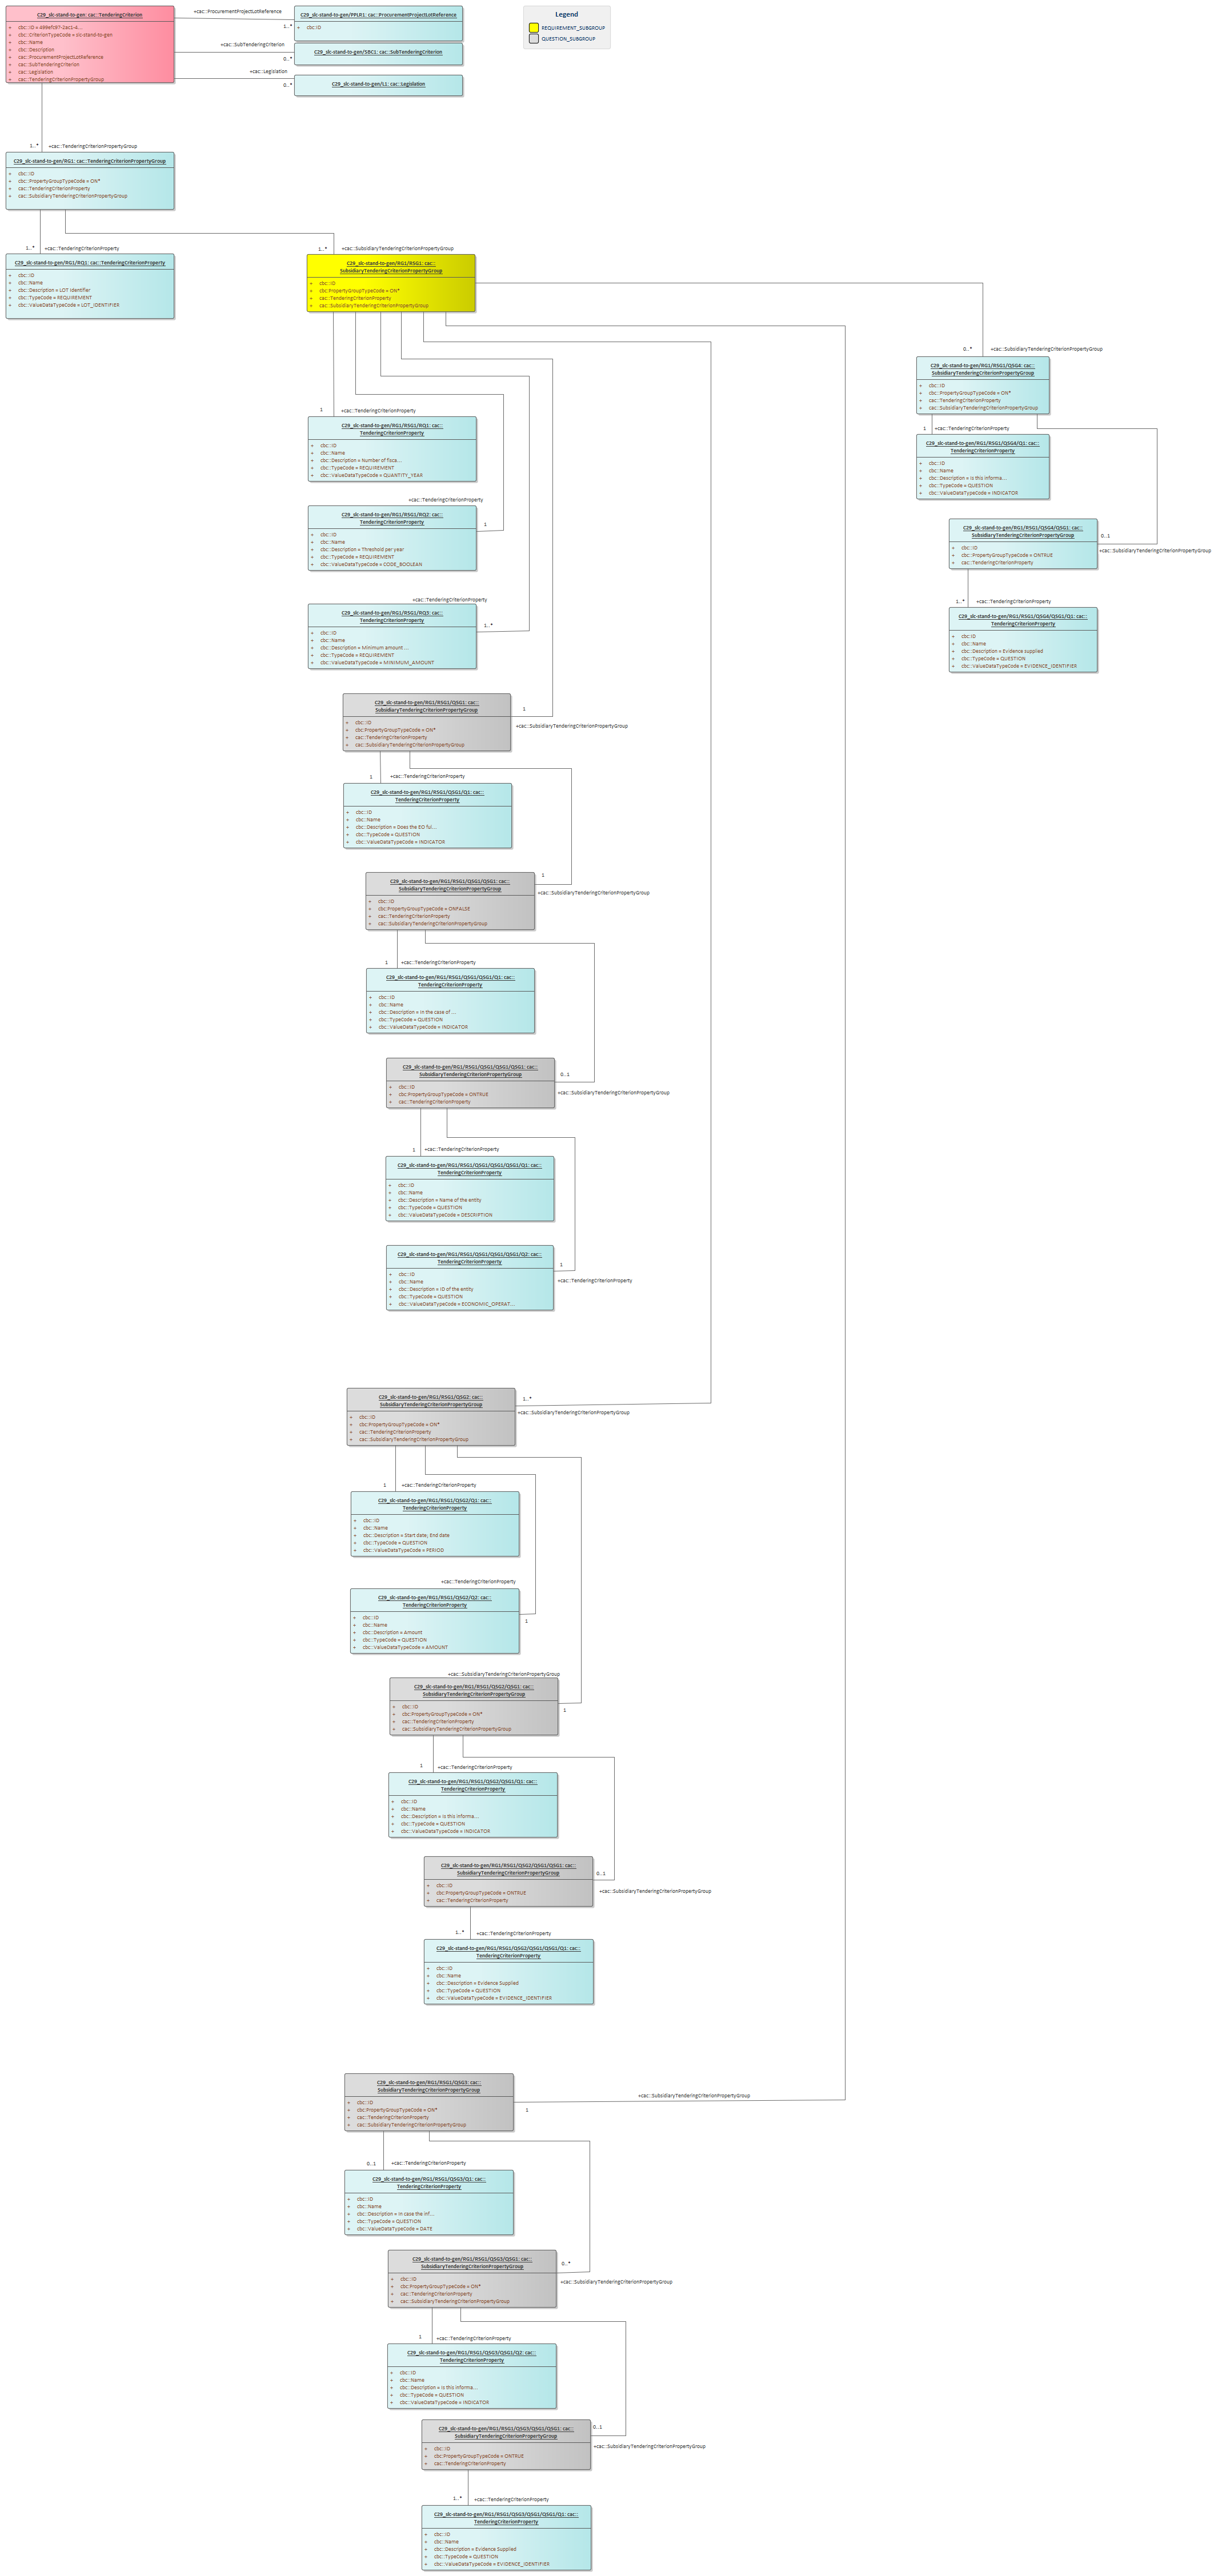 C29_slc-stand-to-gen: cac::TenderingCriterion
+ cbc::ID = 489efc97-2ac1-4...
+ cbc::CriterionTypeCode = slc-stand-to-gen
+ cbc::Name
+ cbc::Description
+ cac::ProcurementProjectLotReference
+ cac::SubTenderingCriterion
+ cac::Legislation
+ cac::TenderingCriterionPropertyGroup
+cac::ProcurementProjectLotReference
1..*
C29_slc-stand-to-gen/PPLR1: cac::ProcurementProjectLotReference
+ cbc::ID
+cac::SubTenderingCriterion
0..*
C29_slc-stand-to-gen/SBC1: cac::SubTenderingCriterion
+cac::Legislation
0..*
C29_slc-stand-to-gen/L1: cac::Legislation
Legend
REQUIREMENT_SUBGROUP
QUESTION_SUBGROUP
1..* +cac::TenderingCriterionPropertyGroup
C29_slc-stand-to-gen/RG1: cac::TenderingCriterionPropertyGroup
+ cbc::ID
+ cbc::PropertyGroupTypeCode = ON*
+ cac::TenderingCriterionProperty
+ cac::SubsidiaryTenderingCriterionPropertyGroup
1..* +cac::TenderingCriterionProperty
C29_slc-stand-to-gen/RG1/RQ1: cac::TenderingCriterionProperty
+ cbc::ID
+ cbc::Name
+ cbc::Description = LOT Identifier
+ cbc::TypeCode = REQUIREMENT
+ cbc::ValueDataTypeCode = LOT_IDENTIFIER
1..* +cac::SubsidiaryTenderingCriterionPropertyGroup
C29_slc-stand-to-gen/RG1/RSG1: cac::
SubsidiaryTenderingCriterionPropertyGroup
+ cbc::ID
+ cbc:PropertyGroupTypeCode = ON*
+ cac::TenderingCriterionProperty
+ cac::SubsidiaryTenderingCriterionPropertyGroup
0..* +cac::SubsidiaryTenderingCriterionPropertyGroup
C29_slc-stand-to-gen/RG1/RSG1/QSG4: cac::
SubsidiaryTenderingCriterionPropertyGroup
+ cbc::ID
+ cbc::PropertyGroupTypeCode = ON*
+ cac::TenderingCriterionProperty
+ cac::SubsidiaryTenderingCriterionPropertyGroup
1 +cac::TenderingCriterionProperty
C29_slc-stand-to-gen/RG1/RSG1/QSG4/Q1: cac::
TenderingCriterionProperty
+ cbc::ID
+ cbc::Name
+ cbc::Description = Is this informa...
+ cbc::TypeCode = QUESTION
+ cbc::ValueDataTypeCode = INDICATOR
C29_slc-stand-to-gen/RG1/RSG1/QSG4/QSG1: cac::
SubsidiaryTenderingCriterionPropertyGroup
+ cbc::ID
+ cbc::PropertyGroupTypeCode = ONTRUE
+ cac::TenderingCriterionProperty
0..1
+cac::SubsidiaryTenderingCriterionPropertyGroup
1..* +cac::TenderingCriterionProperty
C29_slc-stand-to-gen/RG1/RSG1/QSG4/QSG1/Q1: cac::
TenderingCriterionProperty
+ cbc::ID
+ cbc::Name
+ cbc::Description = Evidence supplied
+ cbc::TypeCode = QUESTION
+ cbc::ValueDataTypeCode = EVIDENCE_IDENTIFIER
1 +cac::TenderingCriterionProperty
C29_slc-stand-to-gen/RG1/RSG1/RQ1: cac::
TenderingCriterionProperty
+ cbc::ID
+ cbc::Name
+ cbc::Description = Number of fisca...
+ cbc::TypeCode = REQUIREMENT
+ cbc::ValueDataTypeCode = QUANTITY_YEAR
+cac::TenderingCriterionProperty
1
C29_slc-stand-to-gen/RG1/RSG1/RQ2: cac::
TenderingCriterionProperty
+ cbc::ID
+ cbc::Name
+ cbc::Description = Threshold per year
+ cbc::TypeCode = REQUIREMENT
+ cbc::ValueDataTypeCode = CODE_BOOLEAN
+cac::TenderingCriterionProperty
1..*
C29_slc-stand-to-gen/RG1/RSG1/RQ3: cac::
TenderingCriterionProperty
+ cbc::ID
+ cbc::Name
+ cbc::Description = Minimum amount ...
+ cbc::TypeCode = REQUIREMENT
+ cbc::ValueDataTypeCode = MINIMUM_AMOUNT
C29_slc-stand-to-gen/RG1/RSG1/QSG1: cac::
SubsidiaryTenderingCriterionPropertyGroup
+ cbc::ID
+ cbc:PropertyGroupTypeCode = ON*
+ cac::TenderingCriterionProperty
+ cac::SubsidiaryTenderingCriterionPropertyGroup
1
+cac::SubsidiaryTenderingCriterionPropertyGroup
1 +cac::TenderingCriterionProperty
C29_slc-stand-to-gen/RG1/RSG1/QSG1/Q1: cac::
TenderingCriterionProperty
+ cbc::ID
+ cbc::Name
+ cbc::Description = Does the EO ful...
+ cbc::TypeCode = QUESTION
+ cbc::ValueDataTypeCode = INDICATOR
C29_slc-stand-to-gen/RG1/RSG1/QSG1/QSG1: cac::
SubsidiaryTenderingCriterionPropertyGroup
+ cbc::ID
+ cbc:PropertyGroupTypeCode = ONFALSE
+ cac::TenderingCriterionProperty
+ cac::SubsidiaryTenderingCriterionPropertyGroup
1
+cac::SubsidiaryTenderingCriterionPropertyGroup
1 +cac::TenderingCriterionProperty
C29_slc-stand-to-gen/RG1/RSG1/QSG1/QSG1/Q1: cac::
TenderingCriterionProperty
+ cbc::ID
+ cbc::Name
+ cbc::Description = In the case of ...
+ cbc::TypeCode = QUESTION
+ cbc::ValueDataTypeCode = INDICATOR
C29_slc-stand-to-gen/RG1/RSG1/QSG1/QSG1/QSG1: cac::
SubsidiaryTenderingCriterionPropertyGroup
+ cbc::ID
+ cbc:PropertyGroupTypeCode = ONTRUE
+ cac::TenderingCriterionProperty
0..1
+cac::SubsidiaryTenderingCriterionPropertyGroup
1 +cac::TenderingCriterionProperty
C29_slc-stand-to-gen/RG1/RSG1/QSG1/QSG1/QSG1/Q1: cac::
TenderingCriterionProperty
+ cbc::ID
+ cbc::Name
+ cbc::Description = Name of the entity
+ cbc::TypeCode = QUESTION
+ cbc::ValueDataTypeCode = DESCRIPTION
C29_slc-stand-to-gen/RG1/RSG1/QSG1/QSG1/QSG1/Q2: cac::
TenderingCriterionProperty
+ cbc::ID
+ cbc::Name
+ cbc::Description = ID of the entity
+ cbc::TypeCode = QUESTION
+ cbc::ValueDataTypeCode = ECONOMIC_OPERAT...
1
+cac::TenderingCriterionProperty
C29_slc-stand-to-gen/RG1/RSG1/QSG2: cac::
SubsidiaryTenderingCriterionPropertyGroup
+ cbc::ID
+ cbc:PropertyGroupTypeCode = ON*
+ cac::TenderingCriterionProperty
+ cac::SubsidiaryTenderingCriterionPropertyGroup
1..*
+cac::SubsidiaryTenderingCriterionPropertyGroup
1 +cac::TenderingCriterionProperty
C29_slc-stand-to-gen/RG1/RSG1/QSG2/Q1: cac::
TenderingCriterionProperty
+ cbc::ID
+ cbc::Name
+ cbc::Description = Start date; End date
+ cbc::TypeCode = QUESTION
+ cbc::ValueDataTypeCode = PERIOD
+cac::TenderingCriterionProperty
C29_slc-stand-to-gen/RG1/RSG1/QSG2/Q2: cac::
TenderingCriterionProperty
+ cbc::ID
+ cbc::Name
+ cbc::Description = Amount
+ cbc::TypeCode = QUESTION
+ cbc::ValueDataTypeCode = AMOUNT
1
+cac::SubsidiaryTenderingCriterionPropertyGroup
C29_slc-stand-to-gen/RG1/RSG1/QSG2/QSG1: cac::
SubsidiaryTenderingCriterionPropertyGroup
+ cbc::ID
+ cbc:PropertyGroupTypeCode = ON*
+ cac::TenderingCriterionProperty
+ cac::SubsidiaryTenderingCriterionPropertyGroup
1
1 +cac::TenderingCriterionProperty
C29_slc-stand-to-gen/RG1/RSG1/QSG2/QSG1/Q1: cac::
TenderingCriterionProperty
+ cbc::ID
+ cbc::Name
+ cbc::Description = Is this informa...
+ cbc::TypeCode = QUESTION
+ cbc::ValueDataTypeCode = INDICATOR
C29_slc-stand-to-gen/RG1/RSG1/QSG2/QSG1/QSG1: cac::
SubsidiaryTenderingCriterionPropertyGroup
+ cbc::ID
+ cbc:PropertyGroupTypeCode = ONTRUE
+ cac::TenderingCriterionProperty
0..1
+cac::SubsidiaryTenderingCriterionPropertyGroup
1..* +cac::TenderingCriterionProperty
C29_slc-stand-to-gen/RG1/RSG1/QSG2/QSG1/QSG1/Q1: cac::
TenderingCriterionProperty
+ cbc::ID
+ cbc::Name
+ cbc::Description = Evidence Supplied
+ cbc::TypeCode = QUESTION
+ cbc::ValueDataTypeCode = EVIDENCE_IDENTIFIER
C29_slc-stand-to-gen/RG1/RSG1/QSG3: cac::
SubsidiaryTenderingCriterionPropertyGroup
+ cbc::ID
+ cbc:PropertyGroupTypeCode = ON*
+ cac::TenderingCriterionProperty
+ cac::SubsidiaryTenderingCriterionPropertyGroup
+cac::SubsidiaryTenderingCriterionPropertyGroup
1
0..1 +cac::TenderingCriterionProperty
C29_slc-stand-to-gen/RG1/RSG1/QSG3/Q1: cac::
TenderingCriterionProperty
+ cbc::ID
+ cbc::Name
+ cbc::Description = In case the inf...
+ cbc::TypeCode = QUESTION
+ cbc::ValueDataTypeCode = DATE
C29_slc-stand-to-gen/RG1/RSG1/QSG3/QSG1: cac::
SubsidiaryTenderingCriterionPropertyGroup
+ cbc::ID
+ cbc:PropertyGroupTypeCode = ON*
+ cac::TenderingCriterionProperty
+ cac::SubsidiaryTenderingCriterionPropertyGroup
0..*
+cac::SubsidiaryTenderingCriterionPropertyGroup
1 +cac::TenderingCriterionProperty
C29_slc-stand-to-gen/RG1/RSG1/QSG3/QSG1/Q2: cac::
TenderingCriterionProperty
+ cbc::ID
+ cbc::Name
+ cbc::Description = Is this informa...
+ cbc::TypeCode = QUESTION
+ cbc::ValueDataTypeCode = INDICATOR
C29_slc-stand-to-gen/RG1/RSG1/QSG3/QSG1/QSG1: cac::
SubsidiaryTenderingCriterionPropertyGroup
+ cbc::ID
+ cbc:PropertyGroupTypeCode = ONTRUE
+ cac::TenderingCriterionProperty
0..1
+cac::SubsidiaryTenderingCriterionPropertyGroup
1..* +cac::TenderingCriterionProperty
C29_slc-stand-to-gen/RG1/RSG1/QSG3/QSG1/QSG1/Q1: cac::
TenderingCriterionProperty
+ cbc::ID
+ cbc::Name
+ cbc::Description = Evidence Supplied
+ cbc::TypeCode = QUESTION
+ cbc::ValueDataTypeCode = EVIDENCE_IDENTIFIER